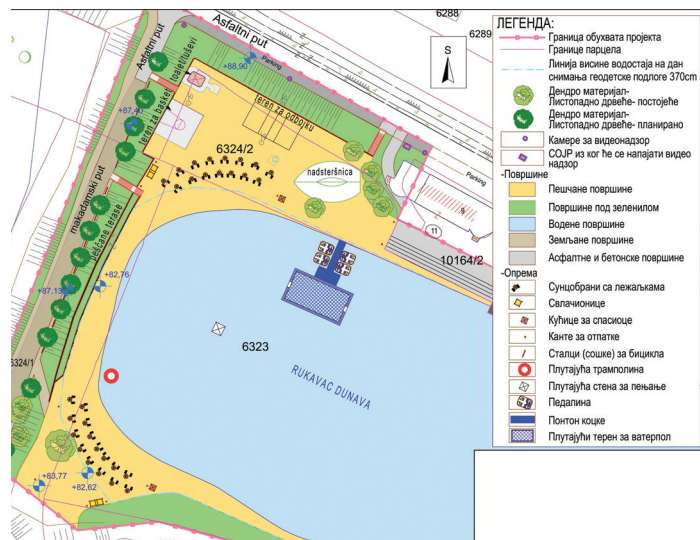 6288
6289
Asfaltni put
Parking
+88,90
Asfaltni put
toalet/tuševi
teren za basket
+87,40
teren za odbojku
6324/2
nadsteršnica
Parking
11
10164/2
makadamski put
peščane terase
+82,76
+87.13
6324/1
6323
RUKAVAC DUNAVA
+83,77
+82,62
S
ЛЕГЕНДА:
Граница обухвата пројекта
Границе парцела
Линија висине водостаја на дан
снимања геодетске подлоге 370cm
Дендро материјал-
Листопадно дрвеће- постојеће
Дендро материјал-
Листопадно дрвеће- планирано
Камере за видеонадзор
СОЈР из ког ће се напајати видео
надзор
-Површине
Пешчане површине
Површине под зеленилом
Водене површине
Земљане површине
Асфалтне и бетонске површине
-Опрема
Сунцобрани са лежаљкама
Свлачионице
Кућице за спасиоце
Канте за отпатке
Сталци (сошке) за бицикла
Плутајућа трамполина
Плутајућа стена за пењање
Педалина
Понтон коцке
Плутајући терен за ватерпол